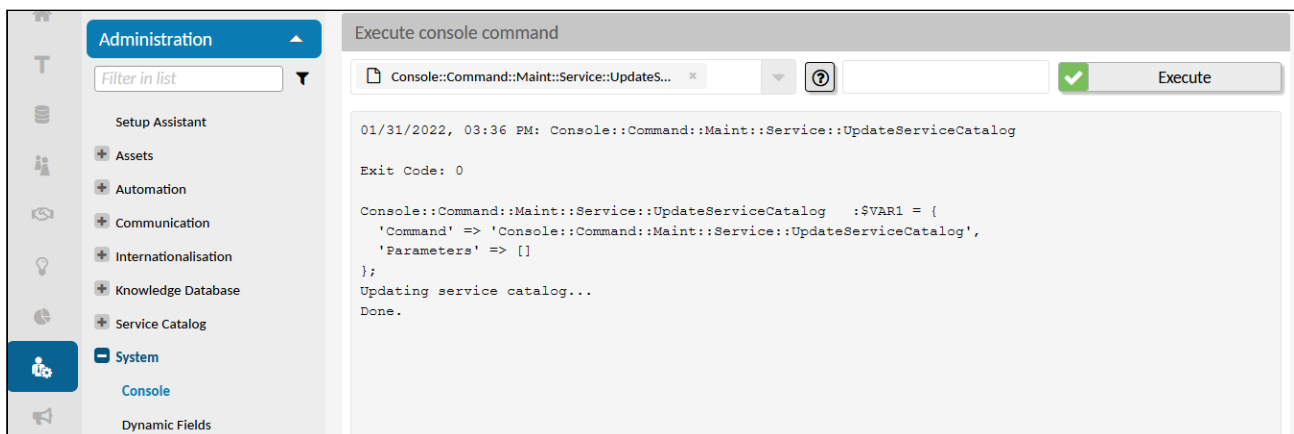 Administration
Filter in list
Setup Assistant
Assets
Automation
Communication
Internationalisation
Knowledge Database
Service Catalog
System
Console
Dynamic Fields
Execute console command
Console::Command::Maint::Service::UpdateS... ×
Execute
01/31/2022, 03:36 PM: Console::Command::Maint::Service::UpdateServiceCatalog
Exit Code: 0
Console::Command::Maint::Service::UpdateServiceCatalog   :$VAR1 = {
  'Command' => 'Console::Command::Maint::Service::UpdateServiceCatalog',
  'Parameters' => []
};
Updating service catalog...
Done.